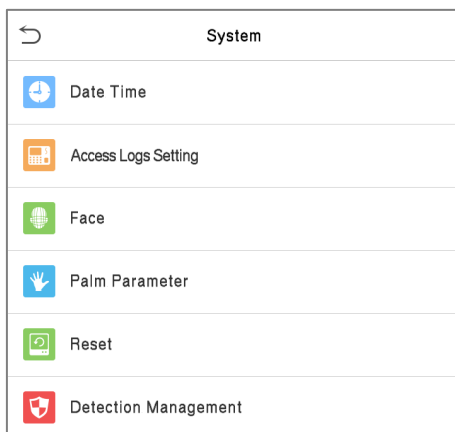 System
Date Time
Access Logs Setting
Face
Palm Parameter
Reset
Detection Management